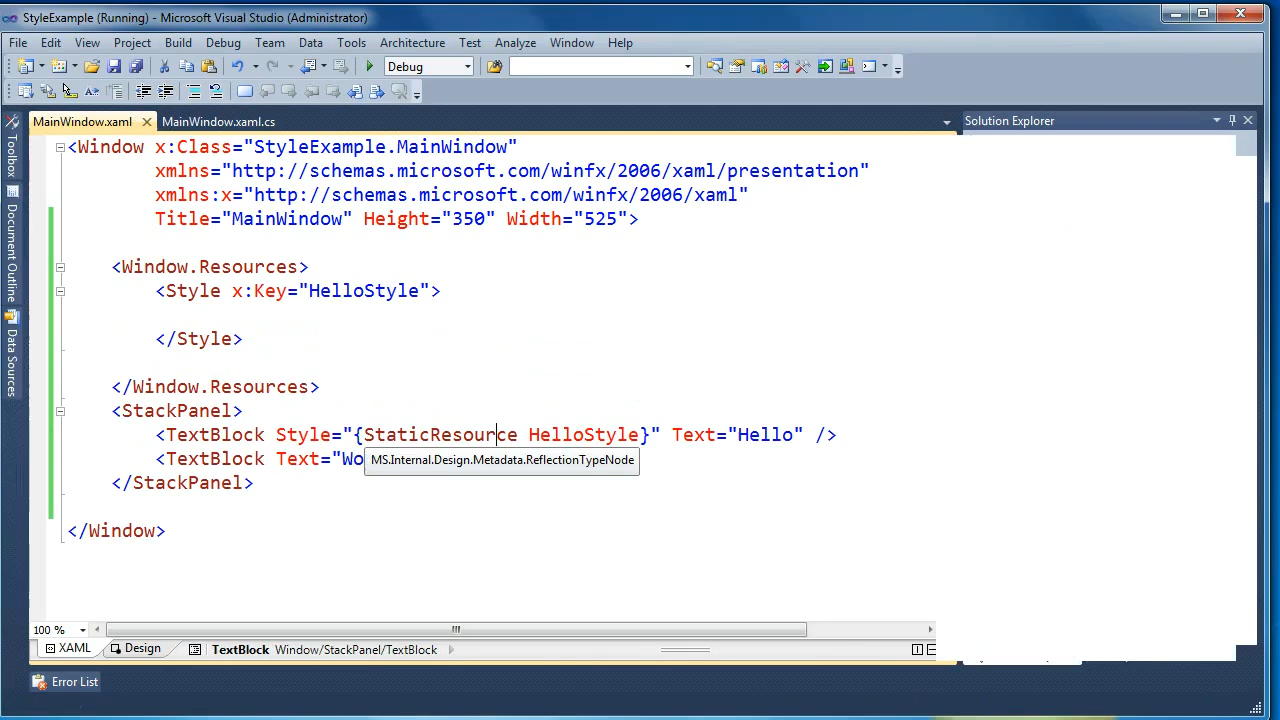 StyleExample (Running) - Microsoft Visual Studio (Administrator)
File Edit View Project Build Debug Team Data Tools Architecture Test Analyze Window Help
Debug
MainWindow.xaml MainWindow.xaml.cs Solution Explorer
Toolbox
Document Outline
Data Sources
<Window x:Class="StyleExample.MainWindow"
xmlns="http://schemas.microsoft.com/winfx/2006/xaml/presentation"
xmlns:x="http://schemas.microsoft.com/winfx/2006/xaml"
Title="MainWindow" Height="350" Width="525">
<Window.Resources>
<Style x:Key="HelloStyle">
</Style>
</Window.Resources>
<StackPanel>
<TextBlock Style="{StaticResource HelloStyle}" Text="Hello" />
<TextBlock Text="Wo
MS.Internal.Design.Metadata.ReflectionTypeNode
</StackPanel>
</Window>
100 %
XAML Design TextBlock Window/StackPanel/TextBlock
Error List